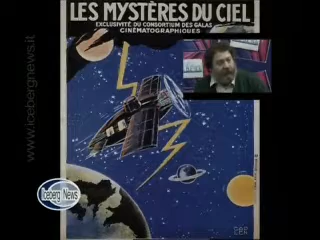 LES MYSTÈRES DU CIEL
EXCLUSIVITÉ DU CONSORTIUM DES GALAS
CINÉMATOGRAPHIQUES
www.icebergnews.it
Iceberg News